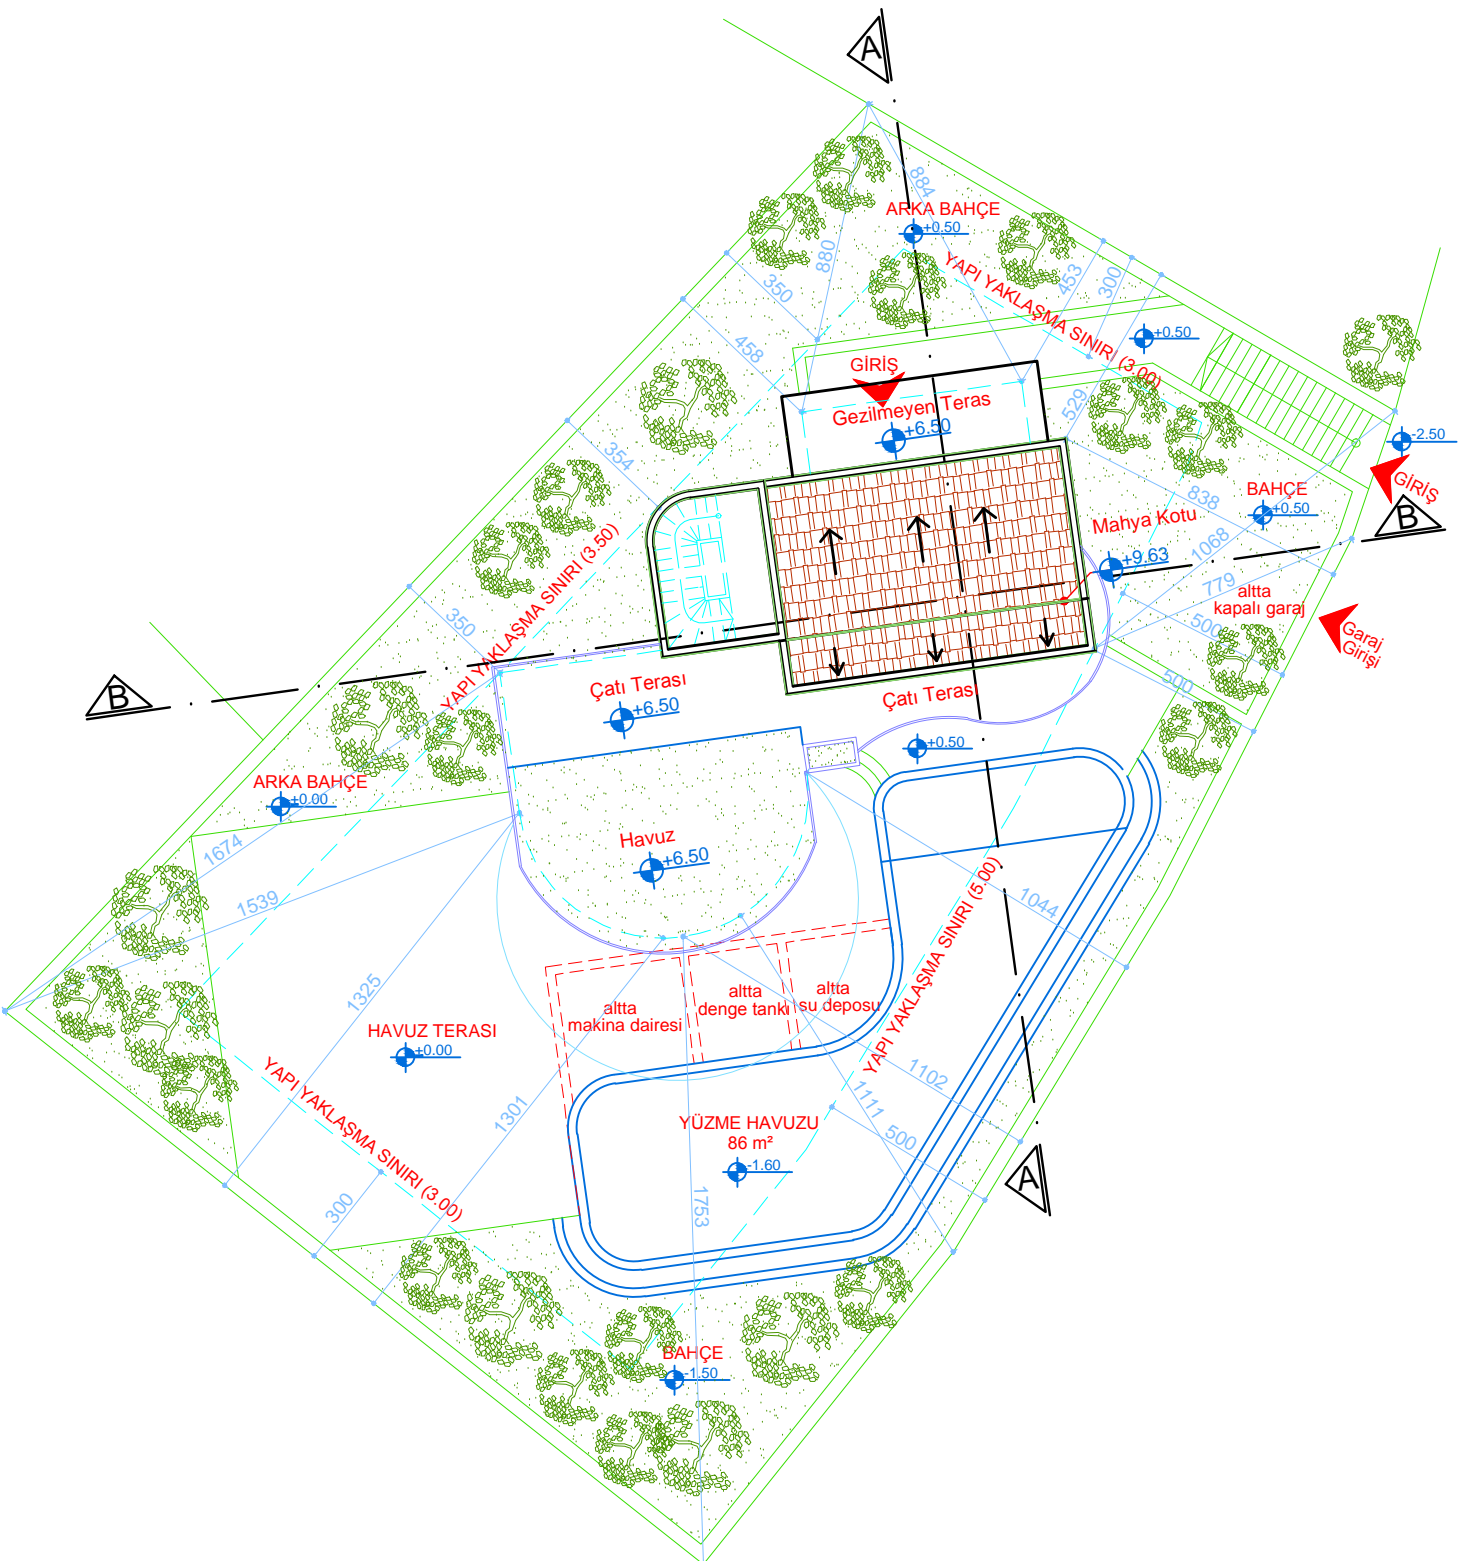 A
884
ARKA BAHÇE
+0.50
880
350
453
300
YAPI YAKLAŞMA SINIRI (3.00)
+0.50
458
GİRİŞ
Gezilmeyen Teras
+6.50
529
-2.50
GİRİŞ
354
838
BAHÇE
+0.50
B
Mahya Kotu
+9.63
1068
779
altta
kapalı garaj
500
Garaj
Girişi
350
YAPI YAKLAŞMA SINIRI (3.50)
B
Çatı Terası
+6.50
Çatı Terası
500
+0.50
ARKA BAHÇE
+0.00
1674
Havuz
+6.50
1539
1044
YAPI YAKLAŞMA SINIRI (5.00)
1325
altta
makina dairesi
altta
denge tankı
altta
su deposu
HAVUZ TERASI
+0.00
YAPI YAKLAŞMA SINIRI (3.00)
1301
1102
1111
500
YÜZME HAVUZU
86 m²
-1.60
A
300
1753
BAHÇE
-1.50